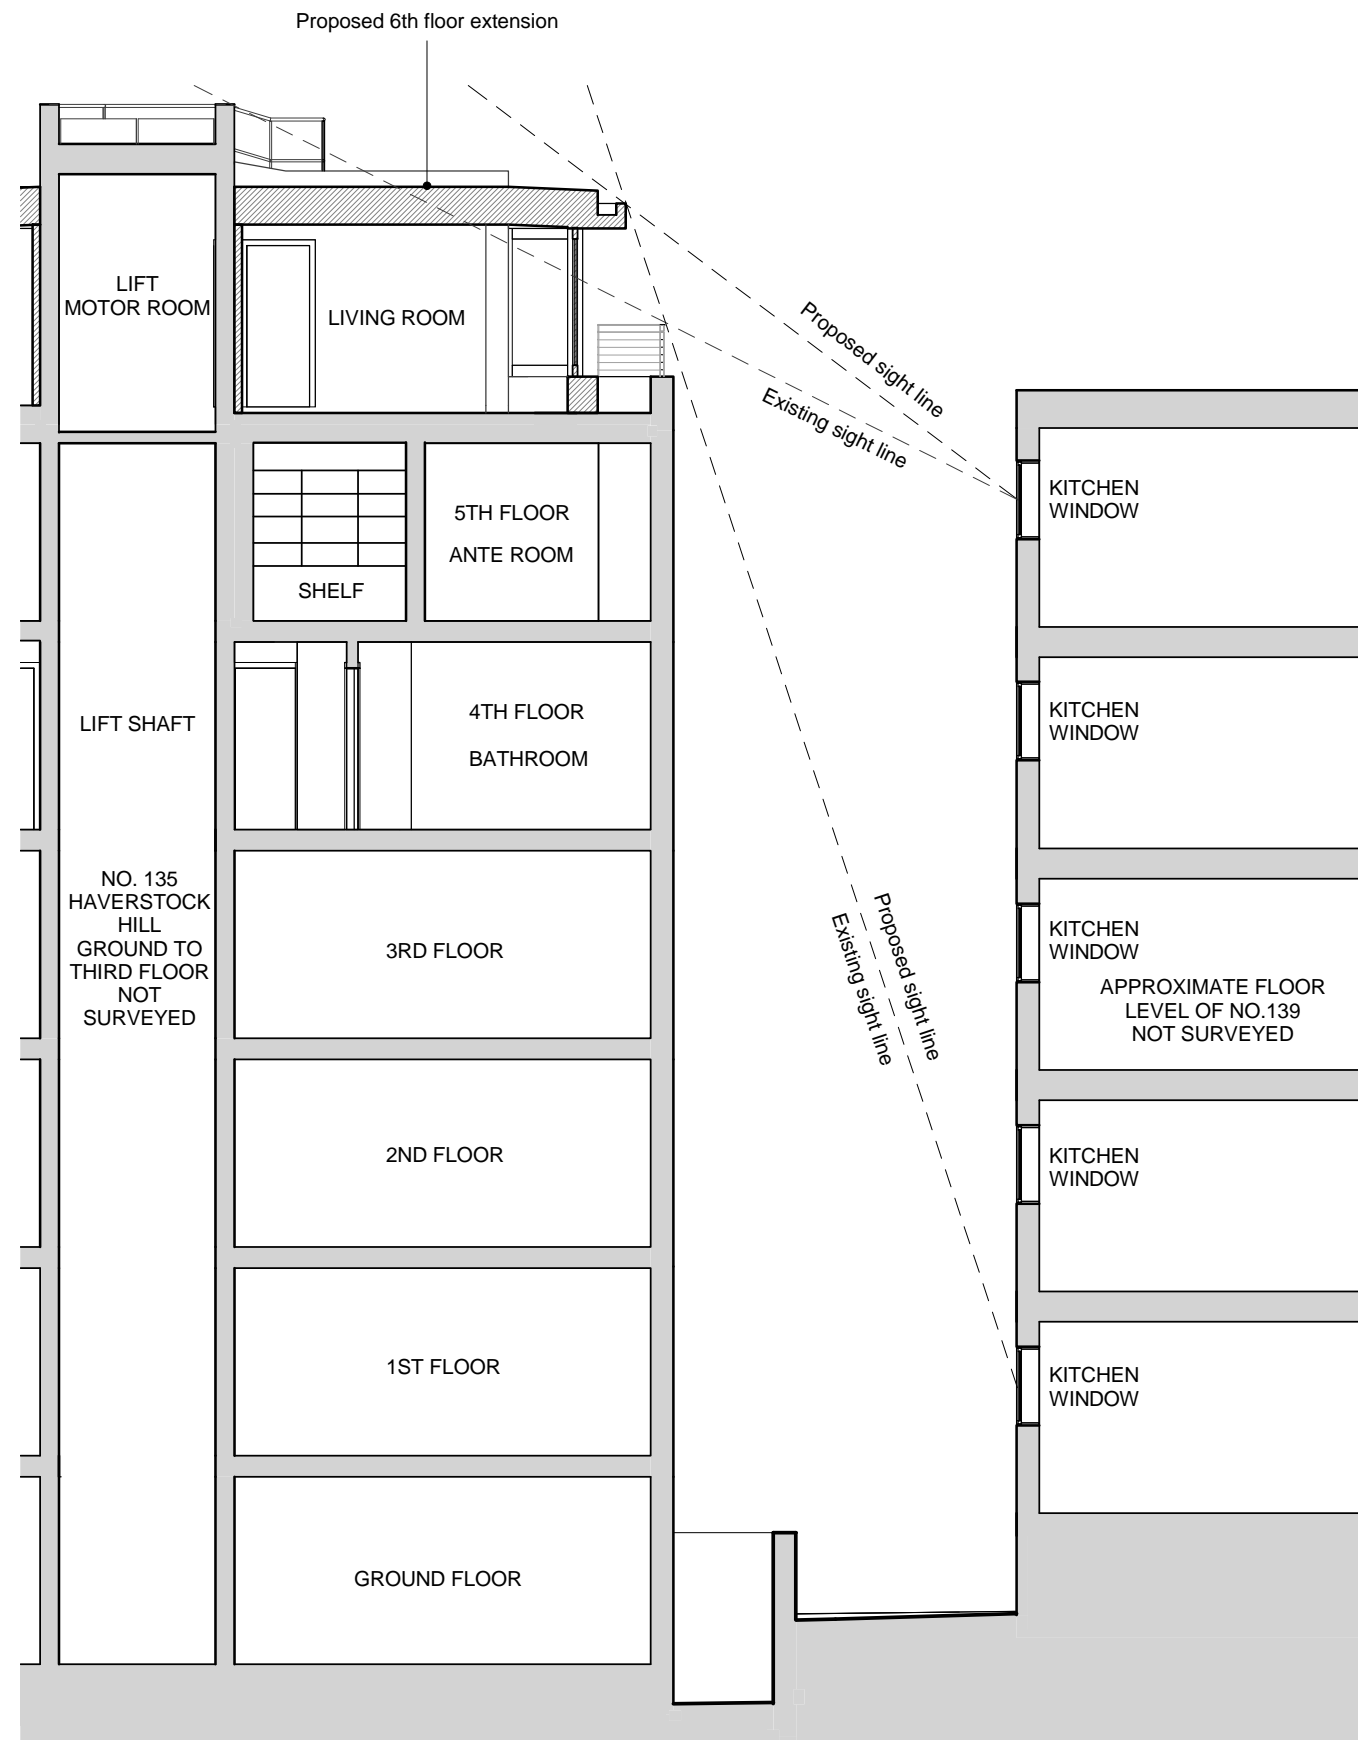 Proposed 6th floor extension
LIFT
MOTOR ROOM
LIVING ROOM
Proposed sight line
Existing sight line
KITCHEN
WINDOW
5TH FLOOR
ANTE ROOM
SHELF
LIFT SHAFT
4TH FLOOR
BATHROOM
KITCHEN
WINDOW
NO. 135
HAVERSTOCK
HILL
GROUND TO
THIRD FLOOR
NOT
SURVEYED
3RD FLOOR
Proposed sight line
Existing sight line
KITCHEN
WINDOW
APPROXIMATE FLOOR
LEVEL OF NO.139
NOT SURVEYED
2ND FLOOR
KITCHEN
WINDOW
1ST FLOOR
KITCHEN
WINDOW
GROUND FLOOR